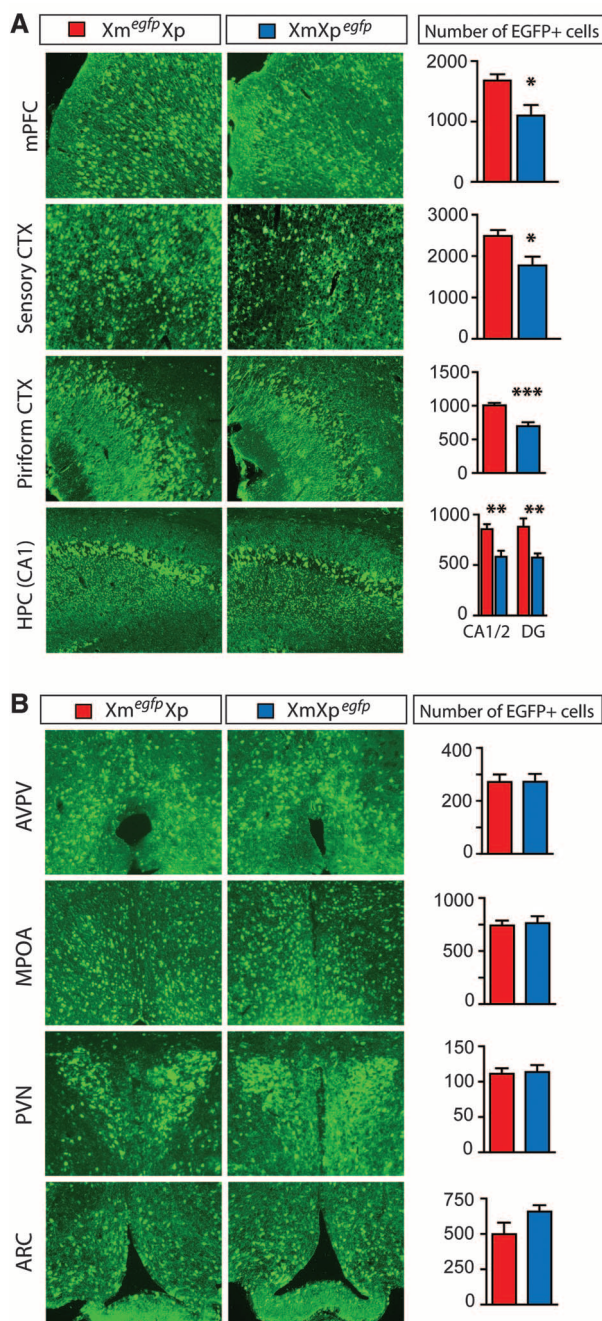 A
Xm^egfp Xp
XmXp^egfp
Number of EGFP+ cells
mPFC
2000
*
1000
0
Sensory CTX
3000
*
2000
1000
0
Piriform CTX
1500
***
1000
500
0
HPC (CA1)
1000
** **
500
0
CA1/2 DG
B
Xm^egfp Xp
XmXp^egfp
Number of EGFP+ cells
AVPV
400
300
0
MPOA
1000
750
0
PVN
150
100
50
0
ARC
750
500
250
0